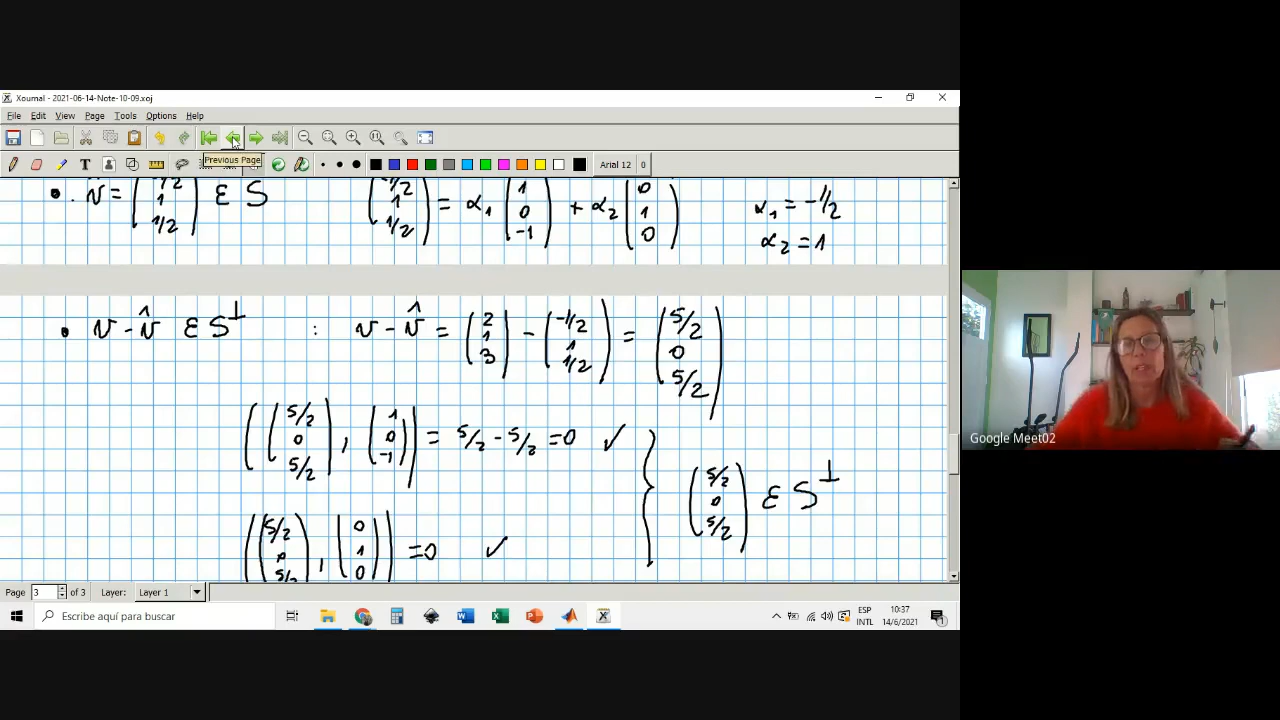 Xournal - 2021-06-14-Note-10-09.xoj
File Edit View Page Tools Options Help
Previous Page
Arial 12 0
• v̂ = (-1/2 1 1/2) ε S (-1/2 1 1/2) = α₁ (1 0 -1) + α₂ (0 1 0) α₁ = -1/2
α₂ = 1
• v - v̂ ε S⊥ : v - v̂ = (2 1 3) - (-1/2 1 1/2) = (5/2 0 5/2)
((5/2 0 5/2), (1 0 -1)) = 5/2 - 5/2 = 0 ✓
(5/2 0 5/2) ε S⊥
((5/2 0 5/2), (0 1 0)) = 0 ✓
Page 3 of 3 Layer: Layer 1
Escribe aquí para buscar
ESP INTL
10:37 14/6/2021
Google Meet02